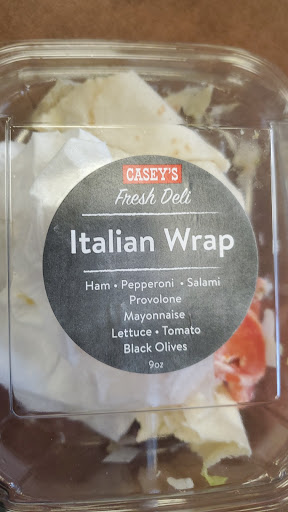 CASEY'S
Fresh Deli
Italian Wrap
Ham • Pepperoni • Salami
Provolone
Mayonnaise
Lettuce • Tomato
Black Olives
9oz